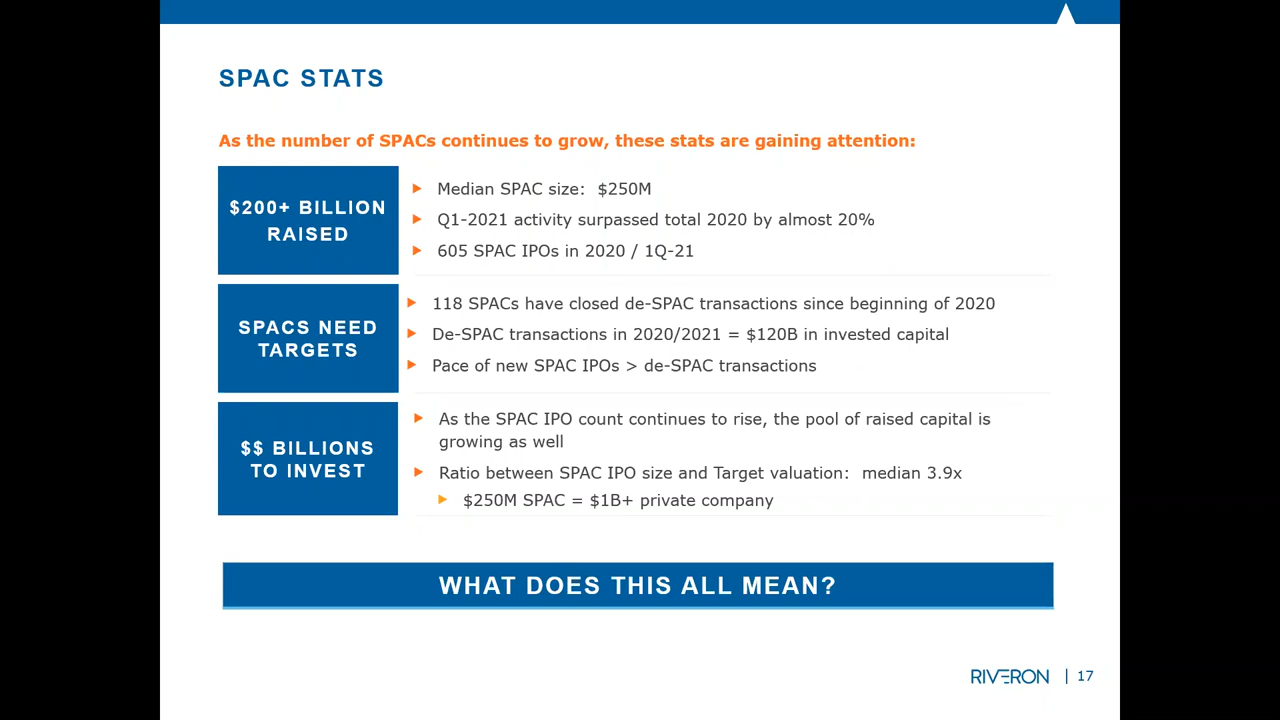 SPAC STATS
As the number of SPACs continues to grow, these stats are gaining attention:
$200+ BILLION
RAISED
Median SPAC size: $250M
Q1-2021 activity surpassed total 2020 by almost 20%
605 SPAC IPOs in 2020 / 1Q-21
SPACS NEED
TARGETS
118 SPACs have closed de-SPAC transactions since beginning of 2020
De-SPAC transactions in 2020/2021 = $120B in invested capital
Pace of new SPAC IPOs > de-SPAC transactions
$$ BILLIONS
TO INVEST
As the SPAC IPO count continues to rise, the pool of raised capital is
growing as well
Ratio between SPAC IPO size and Target valuation: median 3.9x
$250M SPAC = $1B+ private company
WHAT DOES THIS ALL MEAN?
RIVERON | 17